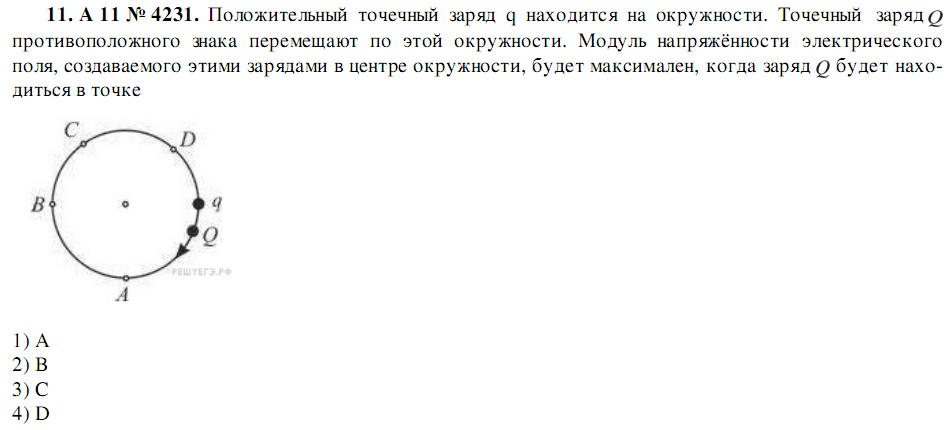 11. А 11 № 4231. Положительный точечный заряд q находится на окружности. Точечный заряд Q
противоположного знака перемещают по этой окружности. Модуль напряжённости электрического
поля, создаваемого этими зарядами в центре окружности, будет максимален, когда заряд Q будет нахо-
диться в точке
C
D
B
q
Q
РЕШУЕГЭ.РФ
A
1) A
2) B
3) C
4) D